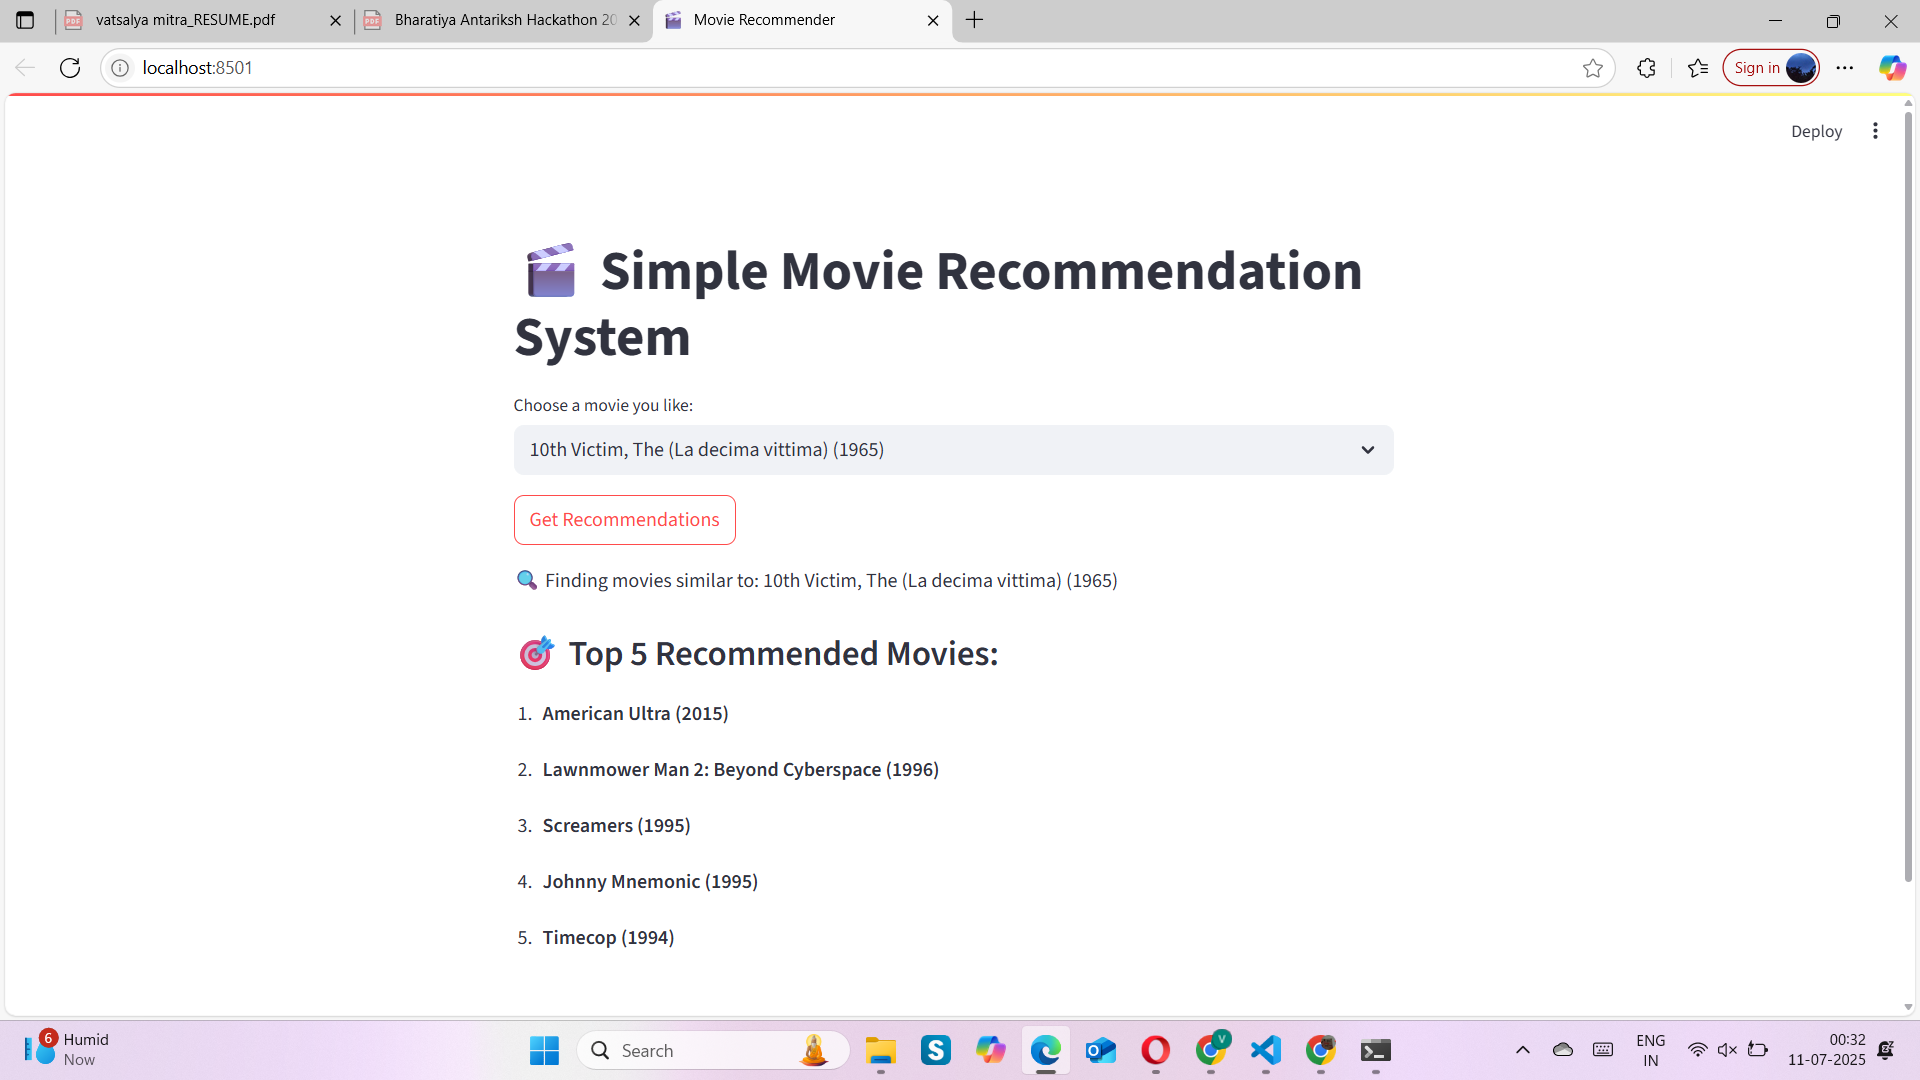 vatsalya mitra_RESUME.pdf
Bharatiya Antariksh Hackathon 20
Movie Recommender
localhost:8501
Sign in
Deploy
Simple Movie Recommendation
System
Choose a movie you like:
10th Victim, The (La decima vittima) (1965)
Get Recommendations
Finding movies similar to: 10th Victim, The (La decima vittima) (1965)
Top 5 Recommended Movies:
1. American Ultra (2015)
2. Lawnmower Man 2: Beyond Cyberspace (1996)
3. Screamers (1995)
4. Johnny Mnemonic (1995)
5. Timecop (1994)
6
Humid
Now
Search
S
V
ENG
IN
00:32
11-07-2025